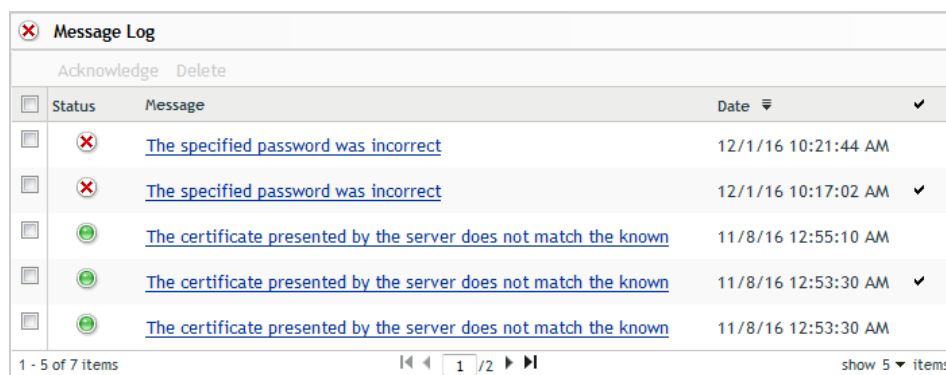 Message Log
Acknowledge Delete
Status Message Date
The specified password was incorrect 12/1/16 10:21:44 AM
The specified password was incorrect 12/1/16 10:17:02 AM
The certificate presented by the server does not match the known 11/8/16 12:55:10 AM
The certificate presented by the server does not match the known 11/8/16 12:53:30 AM
The certificate presented by the server does not match the known 11/8/16 12:53:30 AM
1 - 5 of 7 items 1 /2 show 5 items